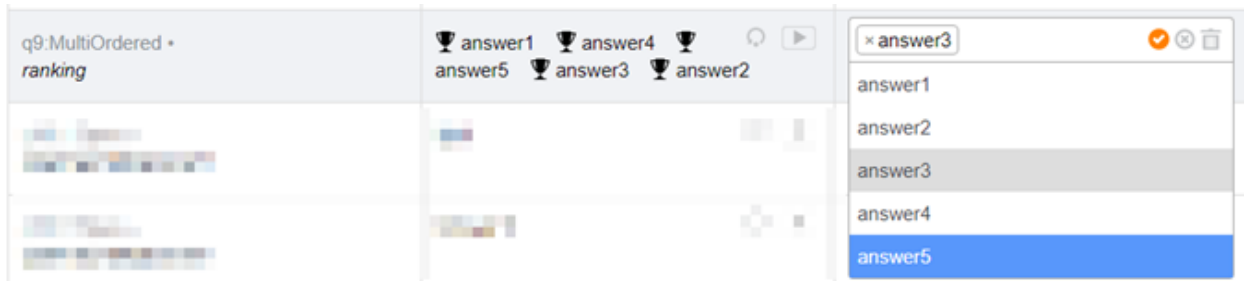 q9:MultiOrdered •
ranking
answer1 answer4
answer5 answer3 answer2
× answer3
answer1
answer2
answer3
answer4
answer5